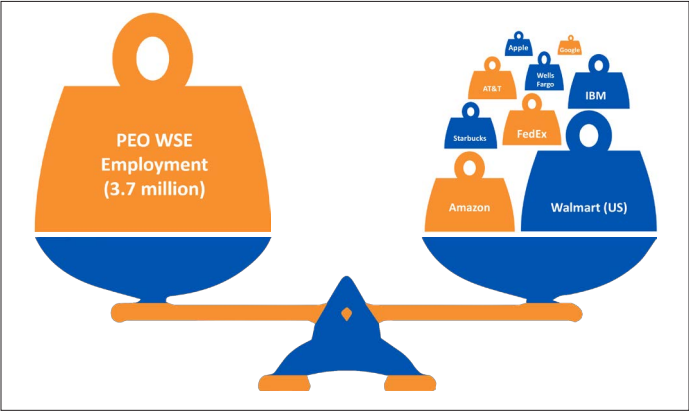 PEO WSE
Employment
(3.7 million)
Apple
Google
AT&T
Wells
Fargo
IBM
Starbucks
FedEx
Amazon
Walmart (US)